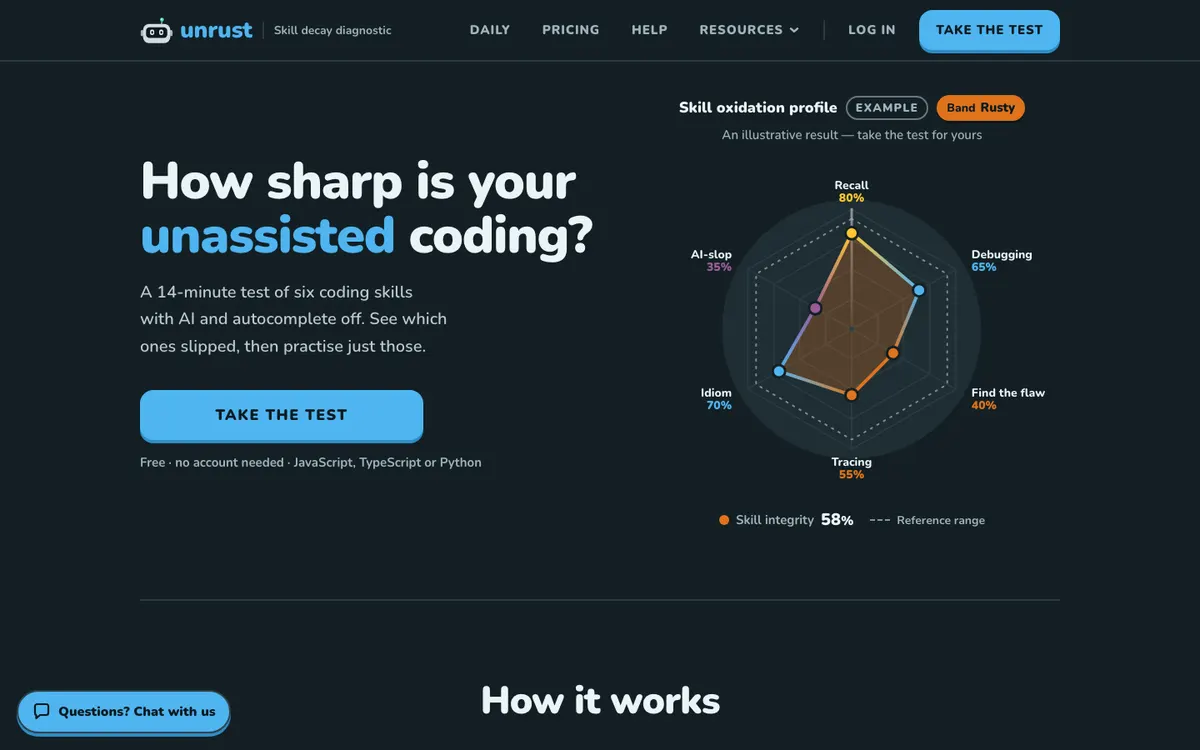 unrust
Skill decay diagnostic
DAILY
PRICING
HELP
RESOURCES
LOG IN
TAKE THE TEST
How sharp is your
unassisted coding?
A 14-minute test of six coding skills
with AI and autocomplete off. See which
ones slipped, then practise just those.
TAKE THE TEST
Free · no account needed · JavaScript, TypeScript or Python
Skill oxidation profile
EXAMPLE
Band Rusty
An illustrative result — take the test for yours
Recall
80%
AI-slop
35%
Debugging
65%
Idiom
70%
Find the flaw
40%
Tracing
55%
Skill integrity 58%
Reference range
How it works
Questions? Chat with us